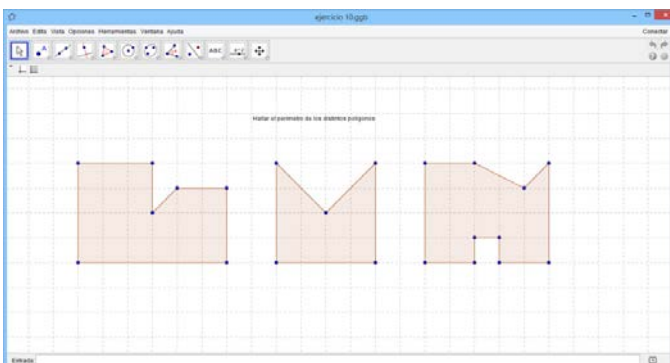 ejercicio 10.ggb
Archivo Edita Vista Opciones Herramientas Ventana Ayuda
Conectar
ABC
a=2
Hallar el perímetro de los distintos polígonos
Entrada: